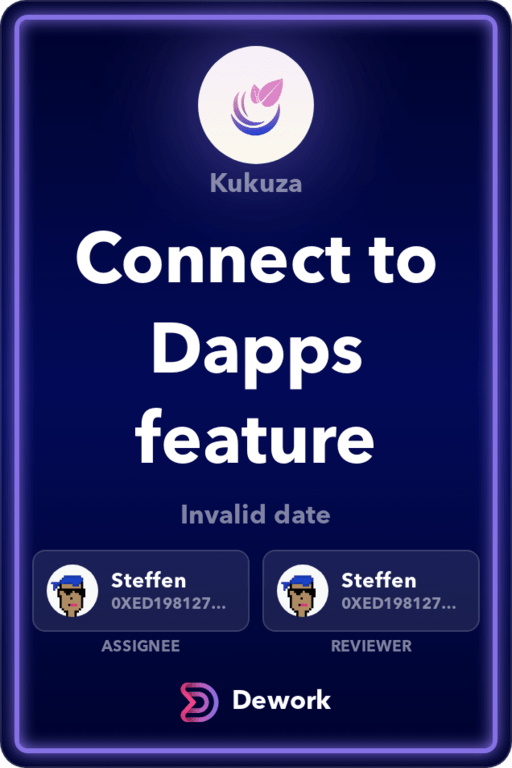 Kukuza
Connect to
Dapps
feature
Invalid date
Steffen
0XED198127...
Steffen
0XED198127...
ASSIGNEE
REVIEWER
Dework